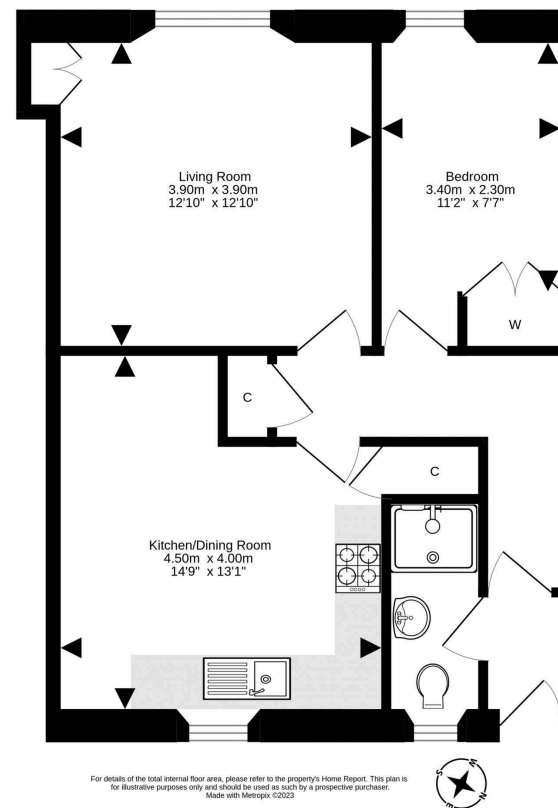 Living Room
3.90m x 3.90m
12'10" x 12'10"
Bedroom
3.40m x 2.30m
11'2" x 7'7"
W
C
C
Kitchen/Dining Room
4.50m x 4.00m
14'9" x 13'1"
For details of the total internal floor area, please refer to the property's Home Report. This plan is
for illustrative purposes only and should be used as such by a prospective purchaser.
Made with Metropix ©2023
S W
E N